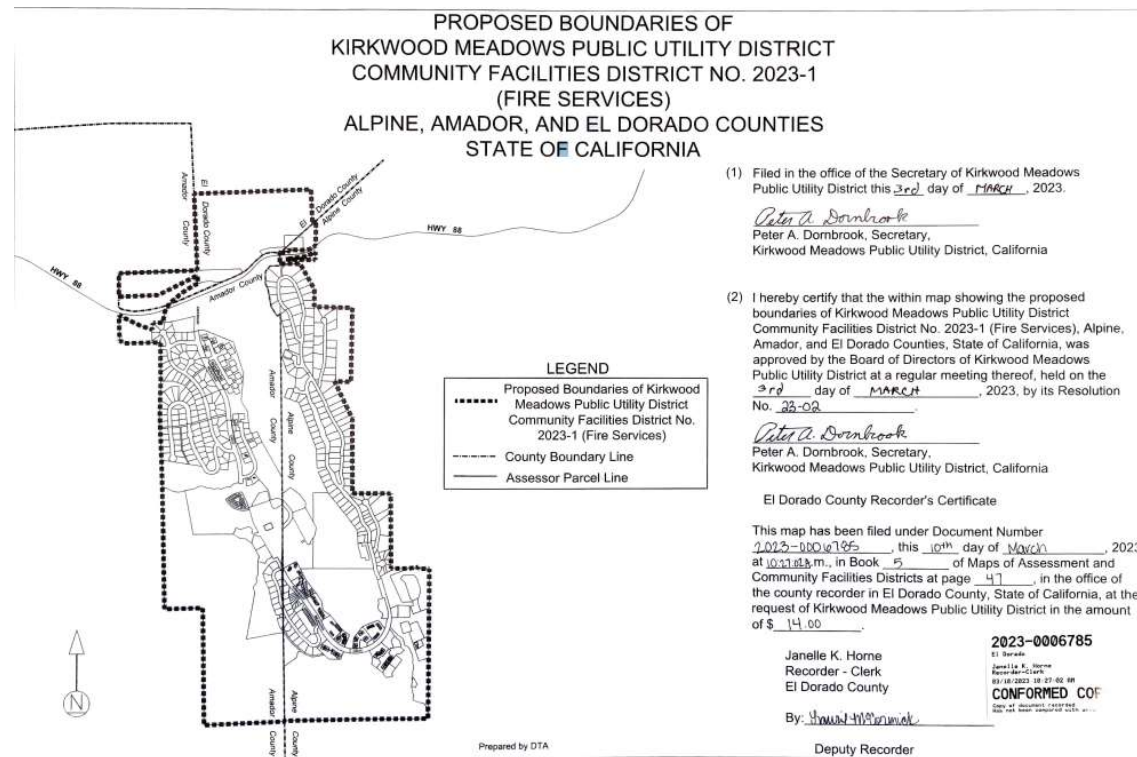 PROPOSED BOUNDARIES OF
KIRKWOOD MEADOWS PUBLIC UTILITY DISTRICT
COMMUNITY FACILITIES DISTRICT NO. 2023-1
(FIRE SERVICES)
ALPINE, AMADOR, AND EL DORADO COUNTIES
STATE OF CALIFORNIA
El Dorado County
Amador County
El Dorado County
Alpine County
HWY 88
HWY 88
Amador County
Amador County
Alpine County
Amador County
Alpine County
N
LEGEND
Proposed Boundaries of Kirkwood
Meadows Public Utility District
Community Facilities District No.
2023-1 (Fire Services)
County Boundary Line
Assessor Parcel Line
Prepared by DTA
(1) Filed in the office of the Secretary of Kirkwood Meadows
Public Utility District this 3rd day of MARCH, 2023.
Peter A. Dornbrook
Peter A. Dornbrook, Secretary,
Kirkwood Meadows Public Utility District, California
(2) I hereby certify that the within map showing the proposed
boundaries of Kirkwood Meadows Public Utility District
Community Facilities District No. 2023-1 (Fire Services), Alpine,
Amador, and El Dorado Counties, State of California, was
approved by the Board of Directors of Kirkwood Meadows
Public Utility District at a regular meeting thereof, held on the
3rd day of MARCH, 2023, by its Resolution
No. 23-02.
Peter A. Dornbrook
Peter A. Dornbrook, Secretary,
Kirkwood Meadows Public Utility District, California
El Dorado County Recorder's Certificate
This map has been filed under Document Number
2023-0006785, this 10th day of March, 2023
at 10:27:02 A.m., in Book 5 of Maps of Assessment and
Community Facilities Districts at page 47, in the office of
the county recorder in El Dorado County, State of California, at the
request of Kirkwood Meadows Public Utility District in the amount
of $ 14.00.
Janelle K. Horne
Recorder - Clerk
El Dorado County
By:
Deputy Recorder
2023-0006785
El Dorado
Janelle K. Horne
Recorder-Clerk
03/10/2023 10:27:02 AM
CONFORMED COP
Copy of document recorded
Has not been compared with